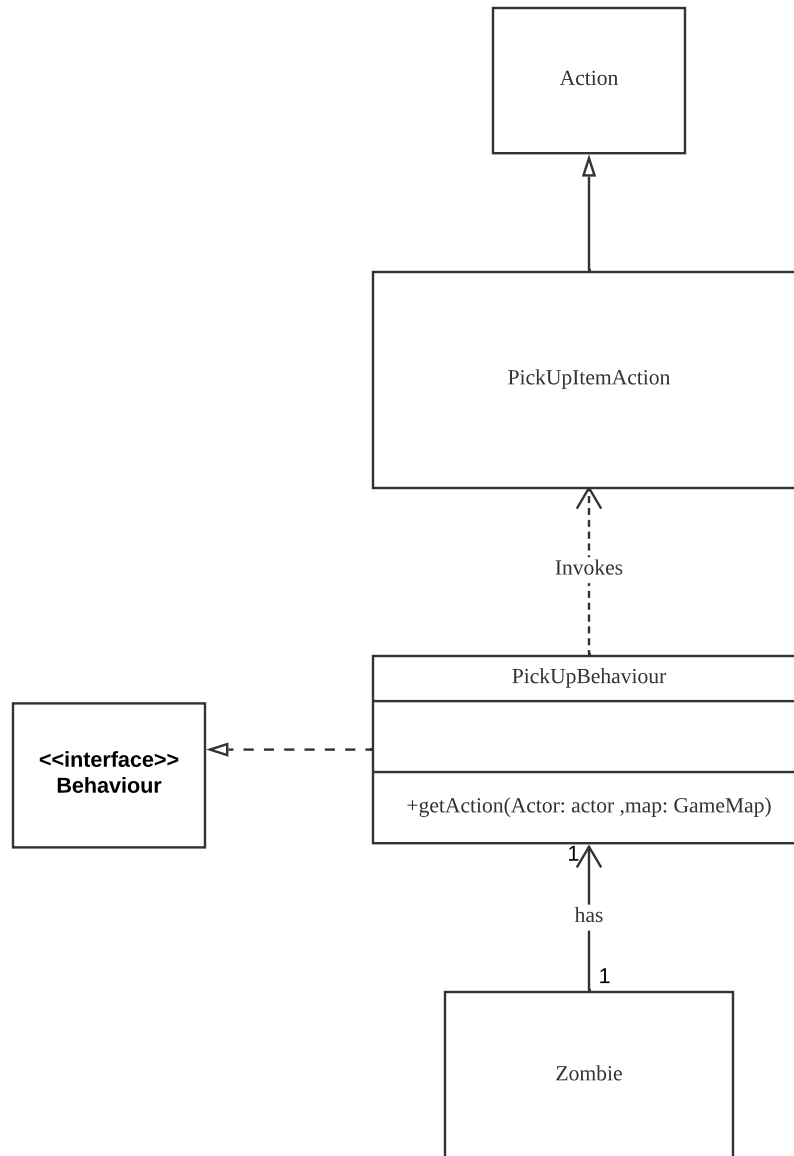 Action
PickUpItemAction
Invokes
PickUpBehaviour
<<interface>>
Behaviour
+getAction(Actor: actor ,map: GameMap)
1
has
1
Zombie